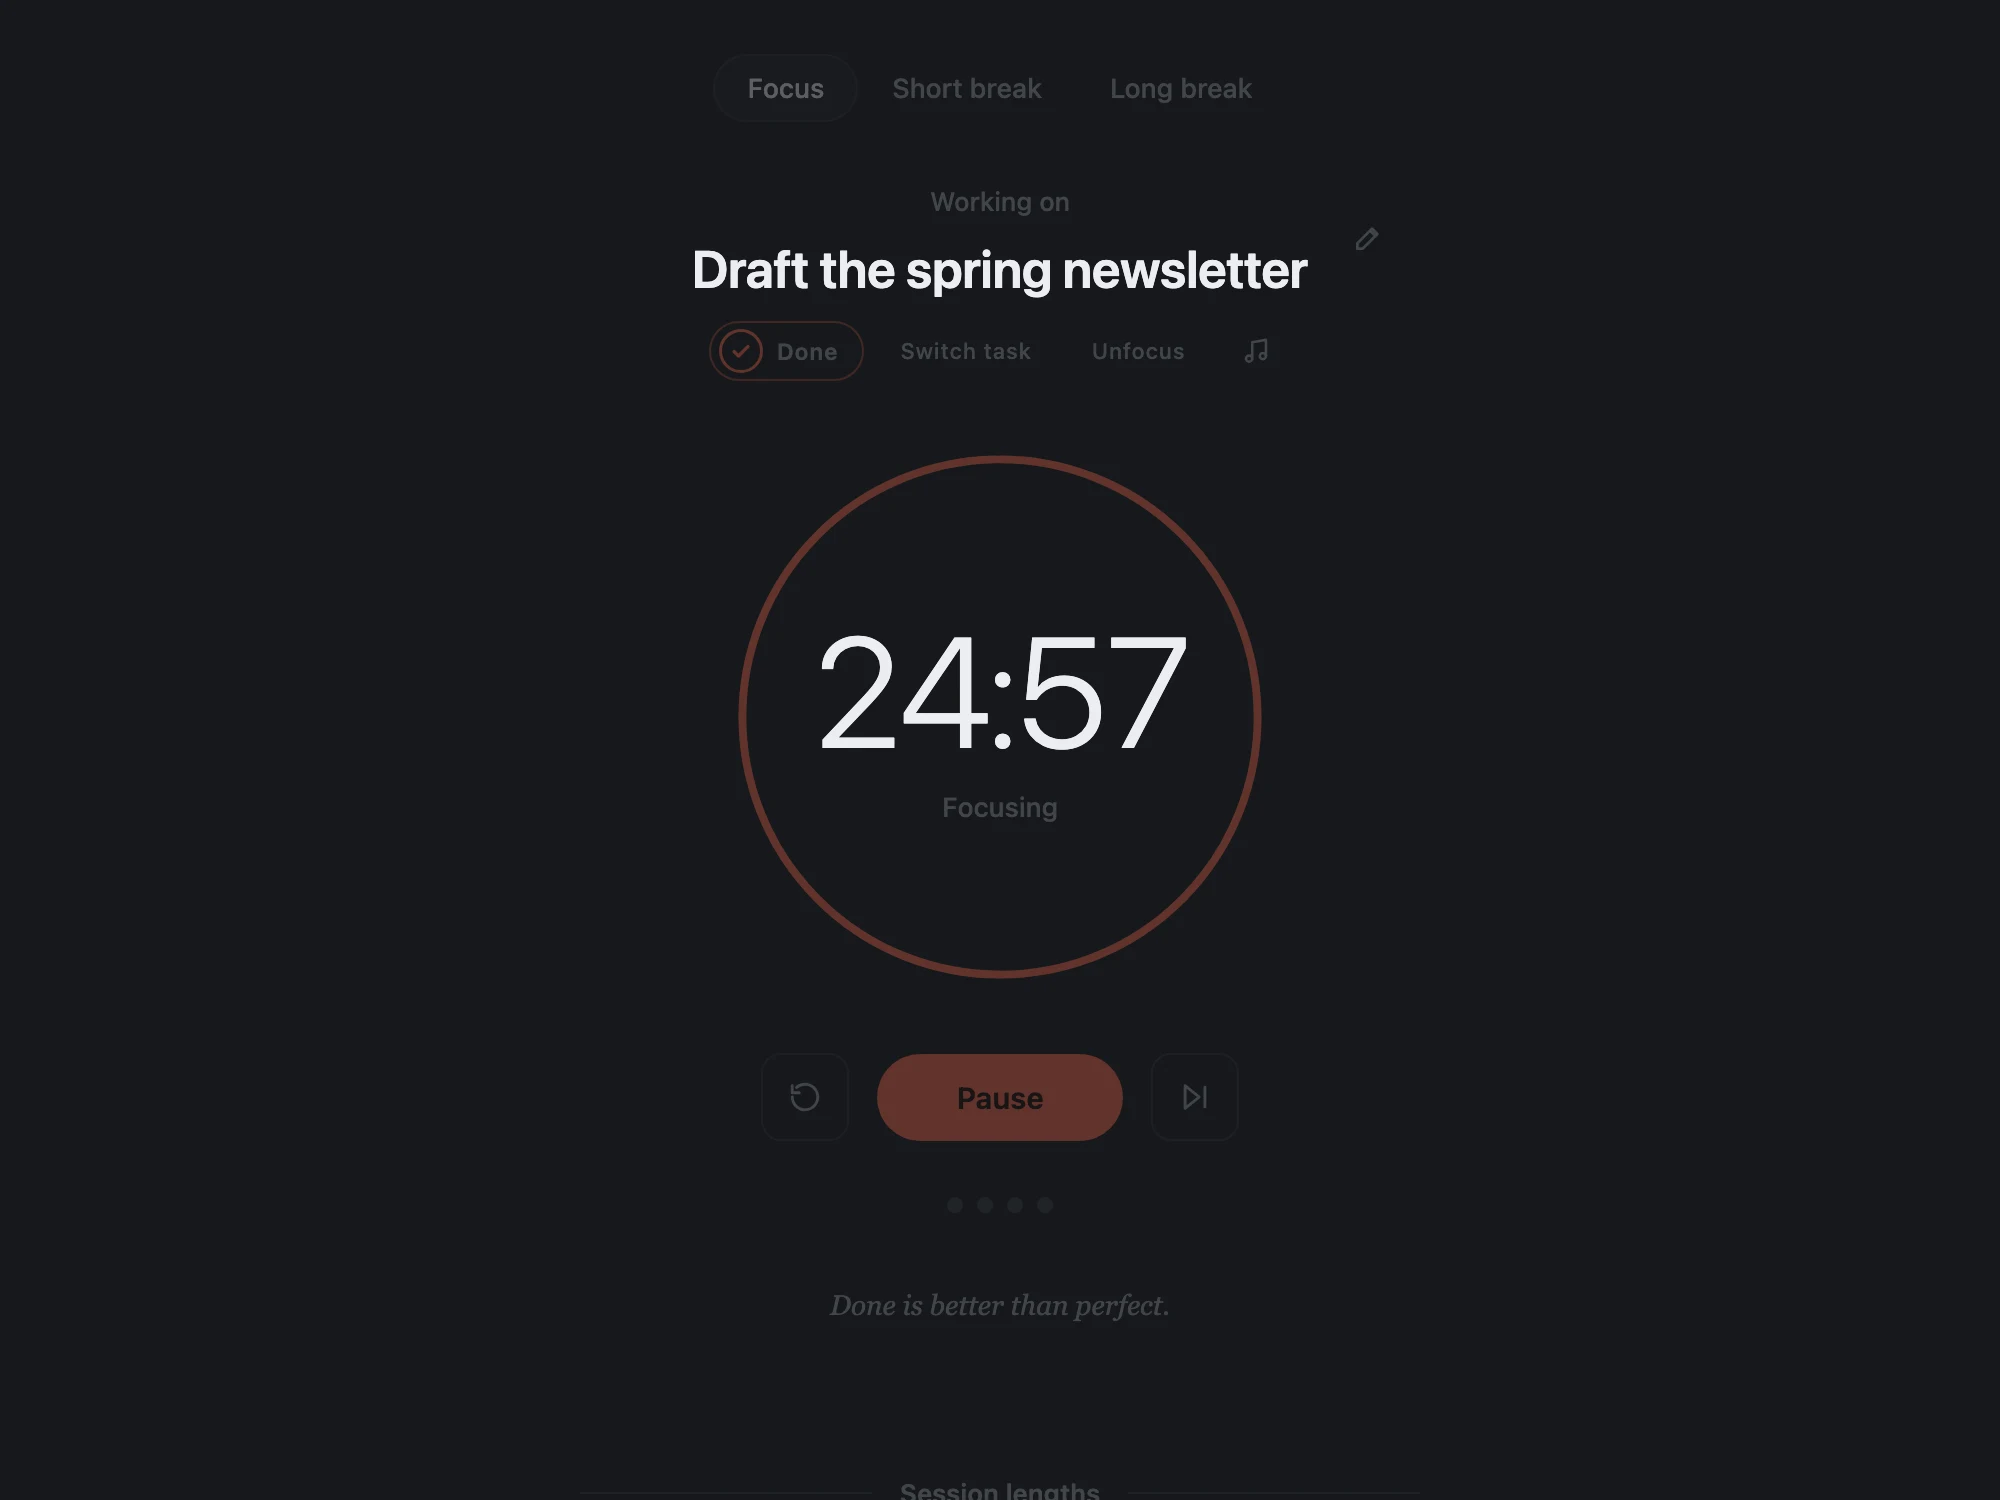 Focus Short break Long break
Working on
Draft the spring newsletter
Done Switch task Unfocus
24:57
Focusing
Pause
Done is better than perfect.
Session lengths